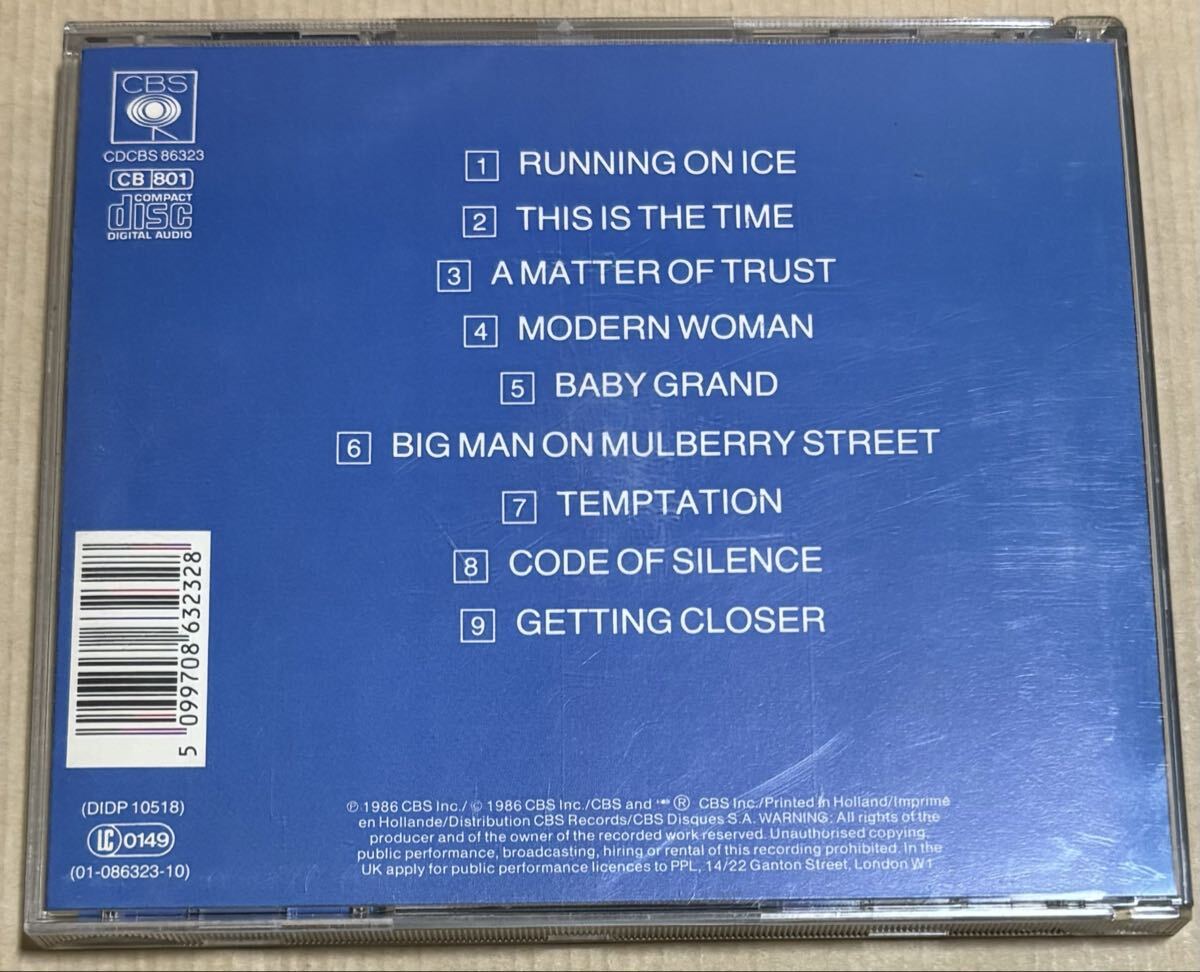 CBS
CDCBS 86323
CB 801
COMPACT
disc
DIGITAL AUDIO
1 RUNNING ON ICE
2 THIS IS THE TIME
3 A MATTER OF TRUST
4 MODERN WOMAN
5 BABY GRAND
6 BIG MAN ON MULBERRY STREET
7 TEMPTATION
8 CODE OF SILENCE
9 GETTING CLOSER
5 099708 632328
(DIDP 10518)
LC 0149
(01-086323-10)
℗ 1986 CBS Inc./ © 1986 CBS Inc./CBS and ® CBS Inc./Printed in Holland/Imprimé
en Hollande/Distribution CBS Records/CBS Disques S.A. WARNING: All rights of the
producer and of the owner of the recorded work reserved. Unauthorised copying,
public performance, broadcasting, hiring or rental of this recording prohibited. In the
UK apply for public performance licences to PPL, 14/22 Ganton Street, London W1